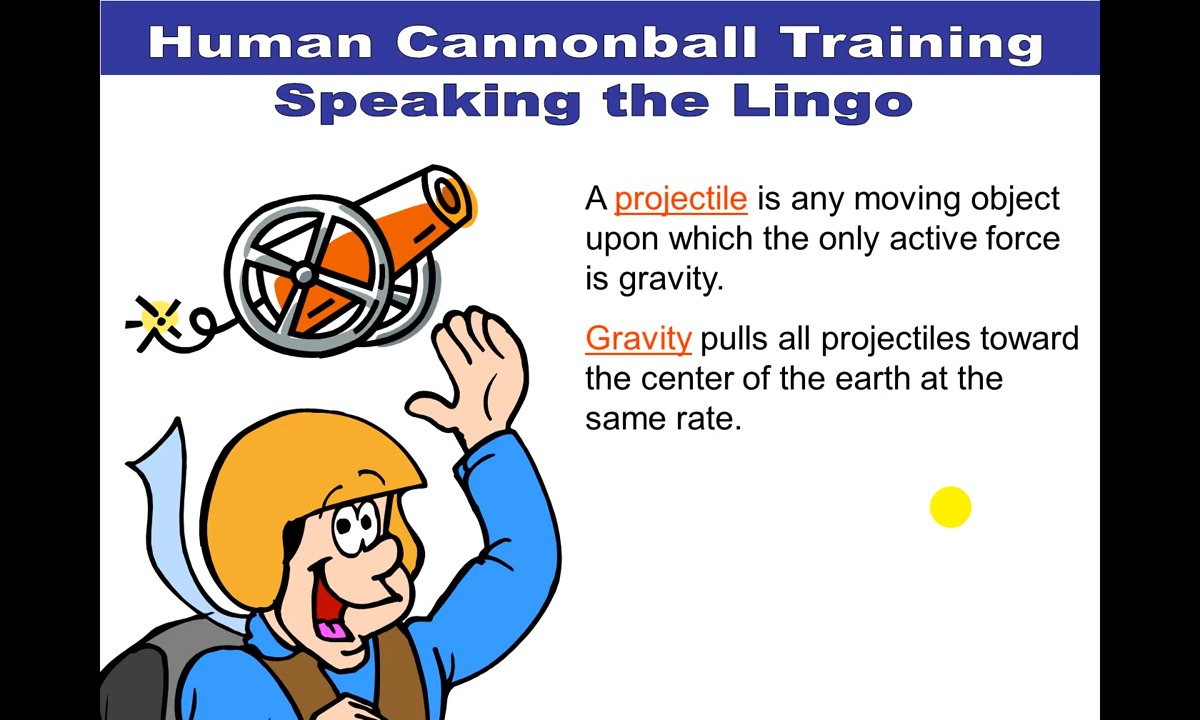 Human Cannonball Training
Speaking the Lingo
A projectile is any moving object
upon which the only active force
is gravity.
Gravity pulls all projectiles toward
the center of the earth at the
same rate.